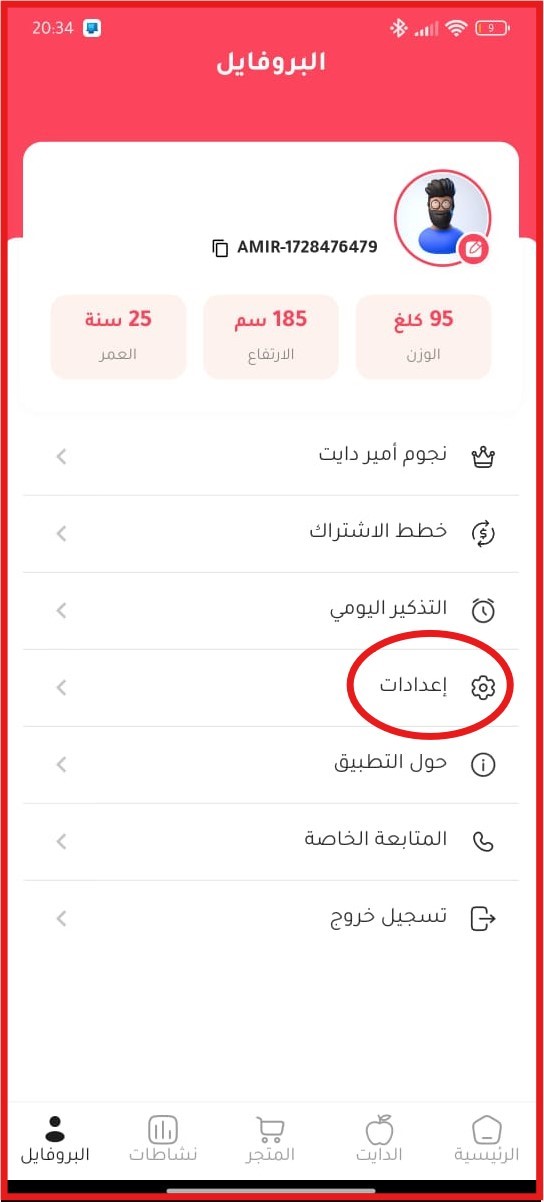 20:34
9
البروفايل
AMIR-1728476479
95 كلغ
الوزن
185 سم
الارتفاع
25 سنة
العمر
نجوم أمير دايت
خطط الاشتراك
التذكير اليومي
إعدادات
حول التطبيق
المتابعة الخاصة
تسجيل خروج
الرئيسية
الدايت
المتجر
نشاطات
البروفايل